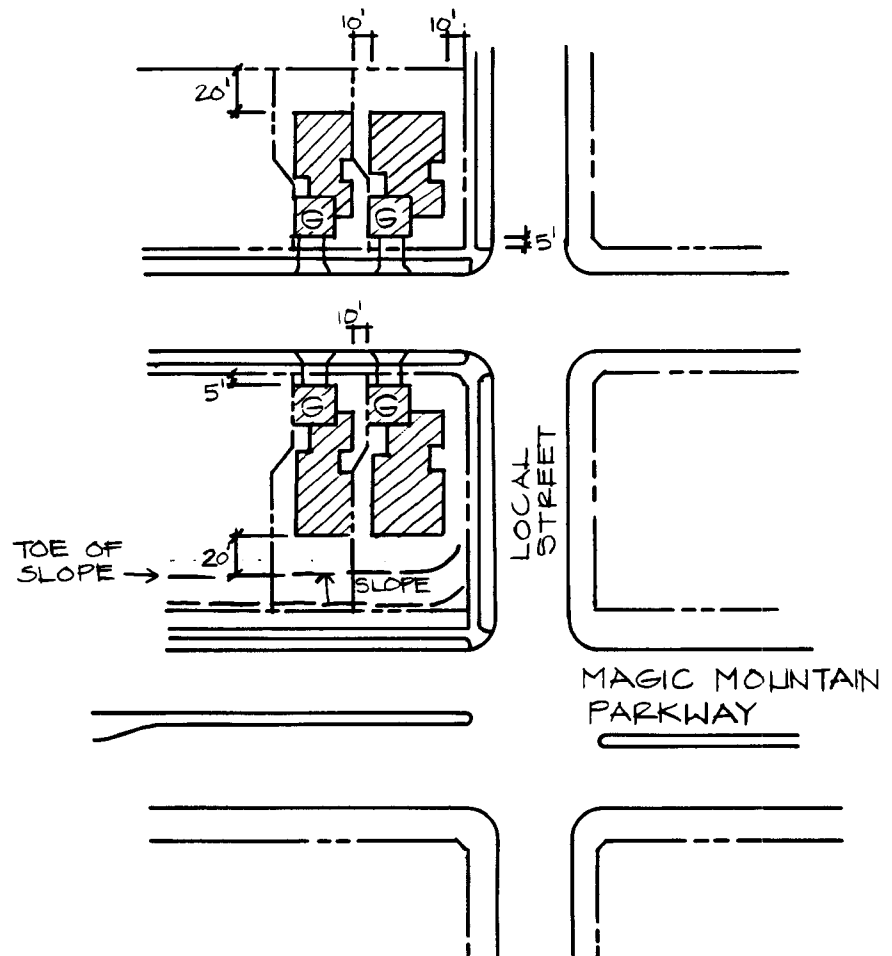 10'
10'
20'
G
G
5'
10'
5'
G
G
LOCAL
STREET
TOE OF
SLOPE
20'
SLOPE
MAGIC MOUNTAIN
PARKWAY